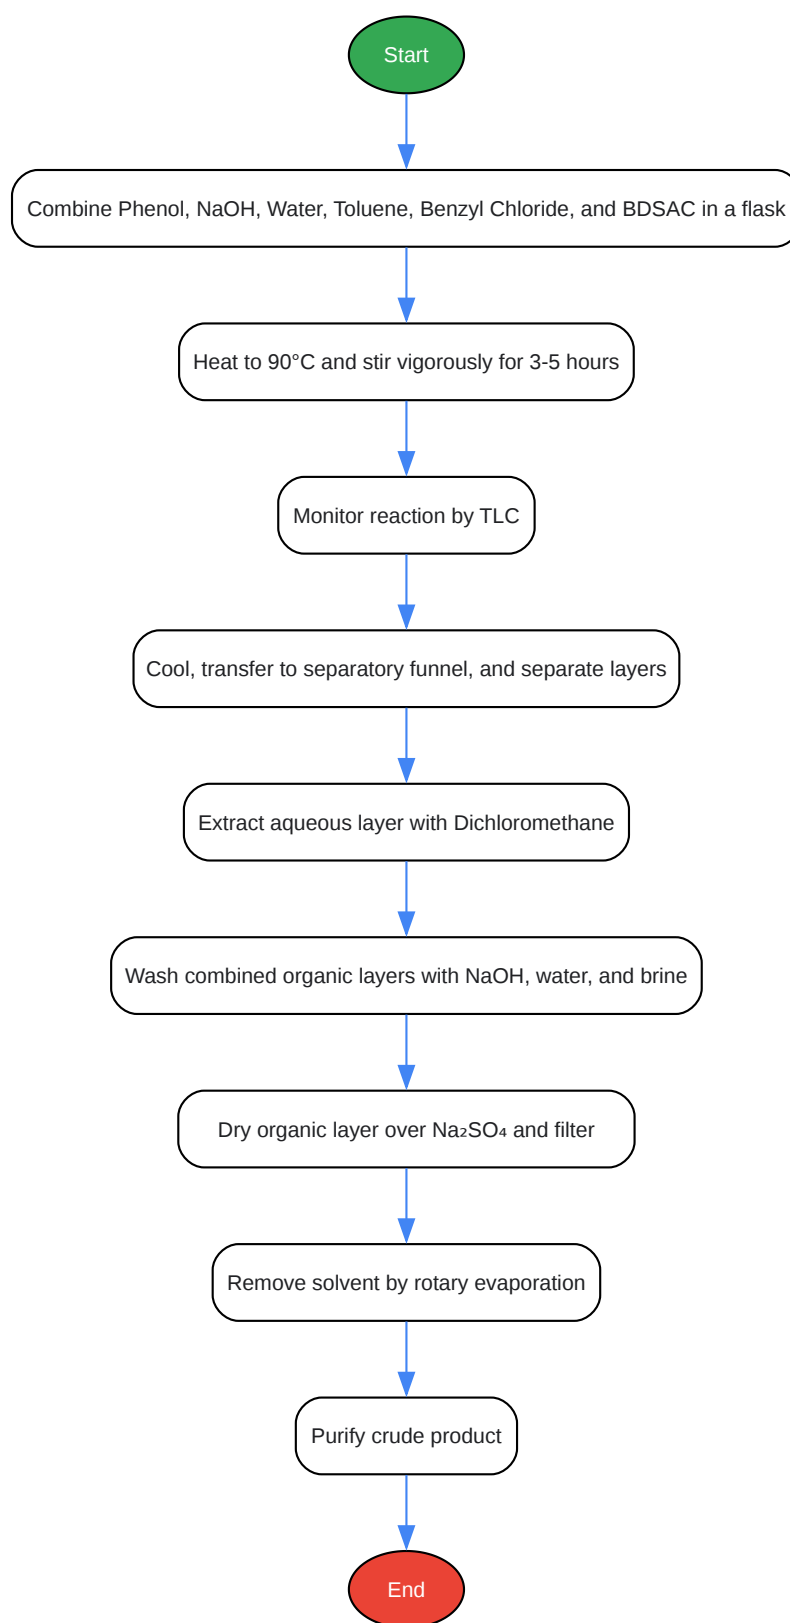 Start
Combine Phenol, NaOH, Water, Toluene, Benzyl Chloride, and BDSAC in a flask
Heat to 90°C and stir vigorously for 3-5 hours
Monitor reaction by TLC
Cool, transfer to separatory funnel, and separate layers
Extract aqueous layer with Dichloromethane
Wash combined organic layers with NaOH, water, and brine
Dry organic layer over Na₂SO₄ and filter
Remove solvent by rotary evaporation
Purify crude product
End